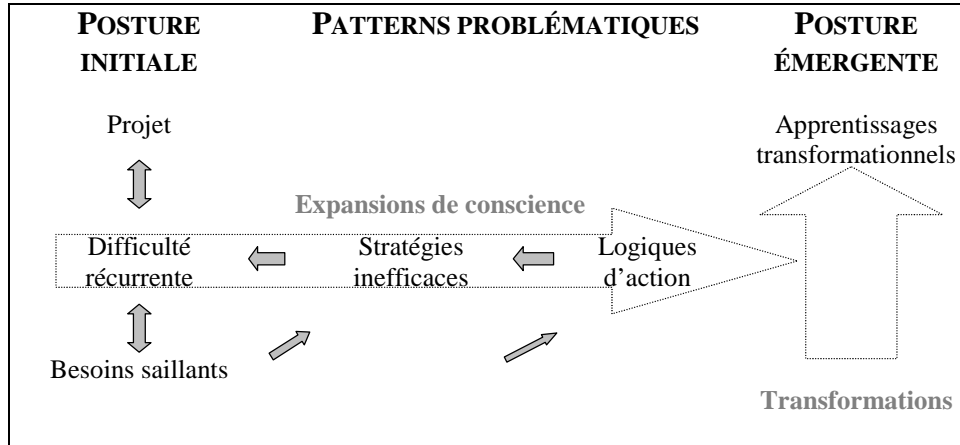 POSTURE INITIALE
PATTERNS PROBLÉMATIQUES
POSTURE ÉMERGENTE
Projet
Apprentissages
transformationnels
Expansions de conscience
Difficulté
récurrente
Stratégies
inefficaces
Logiques
d'action
Besoins saillants
Transformations